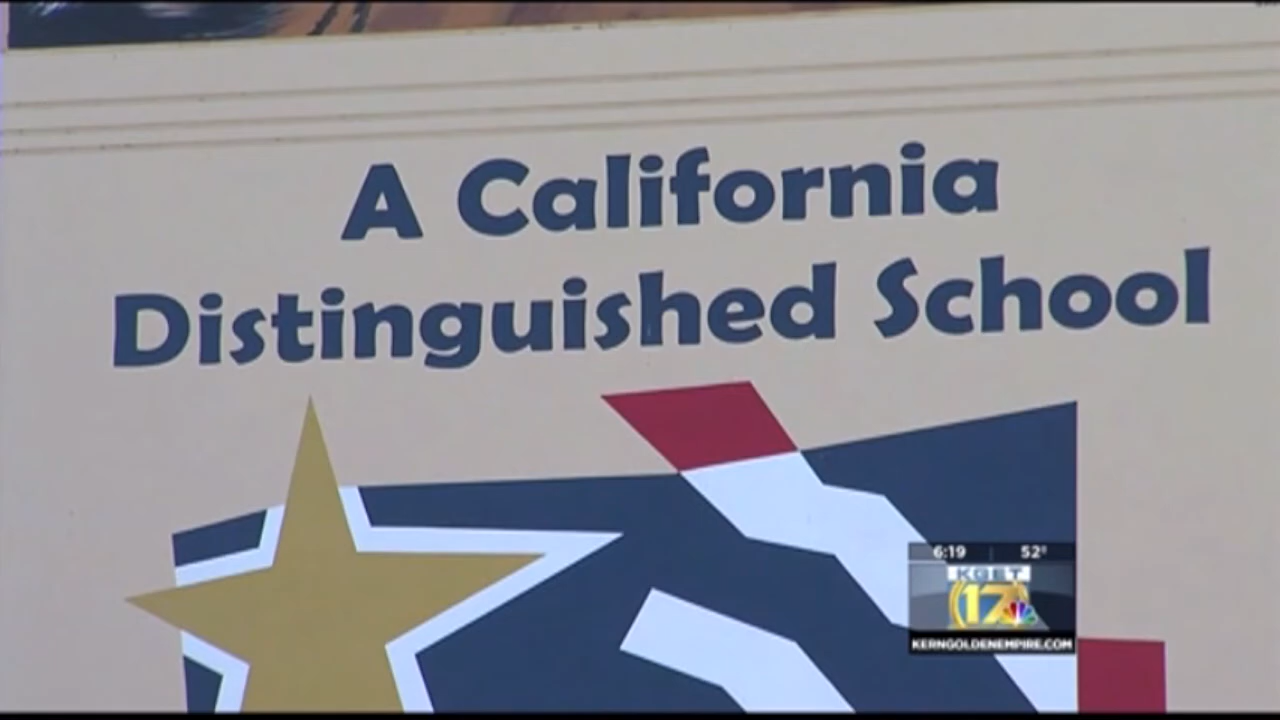 A California
Distinguished School
6:19 52°
KGET
17
KERNGOLDENEMPIRE.COM